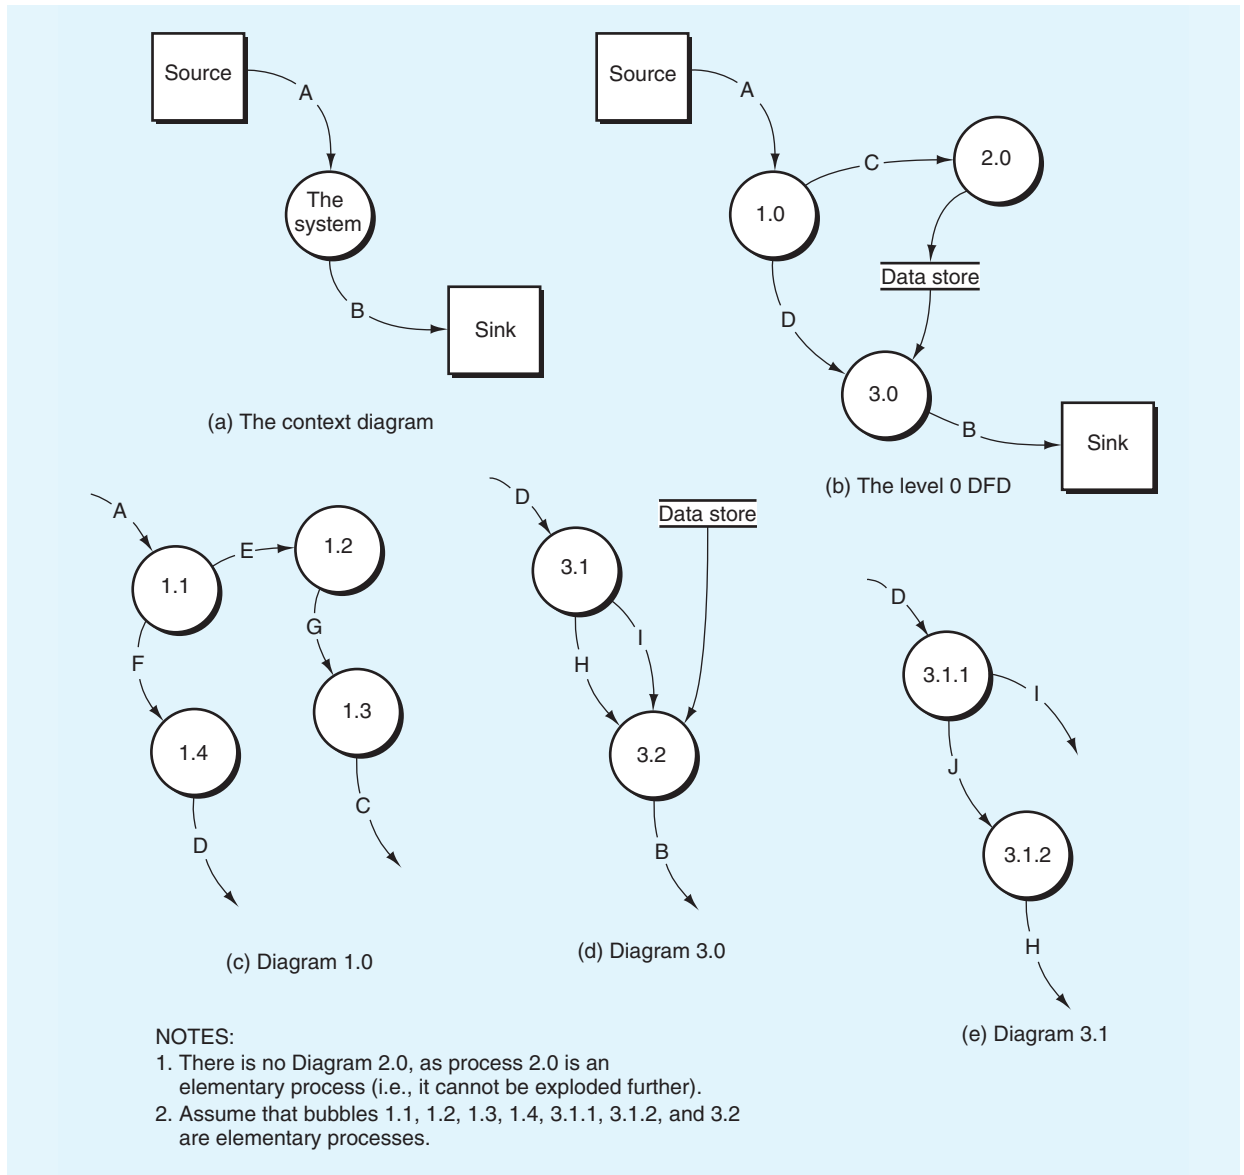 Source
A
The
system
B
Sink
(a) The context diagram
Source
A
C
2.0
1.0
Data store
D
3.0
B
Sink
(b) The level 0 DFD
A
1.1
E
1.2
G
F
1.3
1.4
C
D
(c) Diagram 1.0
D
Data store
3.1
I
H
3.2
B
(d) Diagram 3.0
D
3.1.1
I
J
3.1.2
H
(e) Diagram 3.1
NOTES:
1. There is no Diagram 2.0, as process 2.0 is an
elementary process (i.e., it cannot be exploded further).
2. Assume that bubbles 1.1, 1.2, 1.3, 1.4, 3.1.1, 3.1.2, and 3.2
are elementary processes.